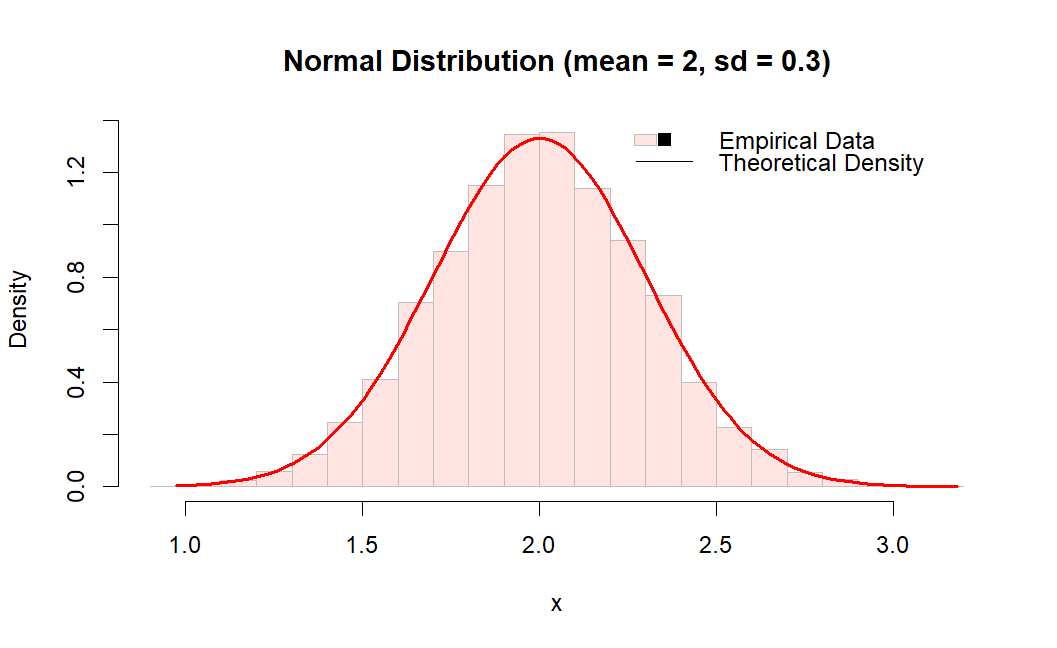 Normal Distribution (mean = 2, sd = 0.3)
Empirical Data
Theoretical Density
Density
1.2
0.8
0.4
0.0
1.0 1.5 2.0 2.5 3.0
x